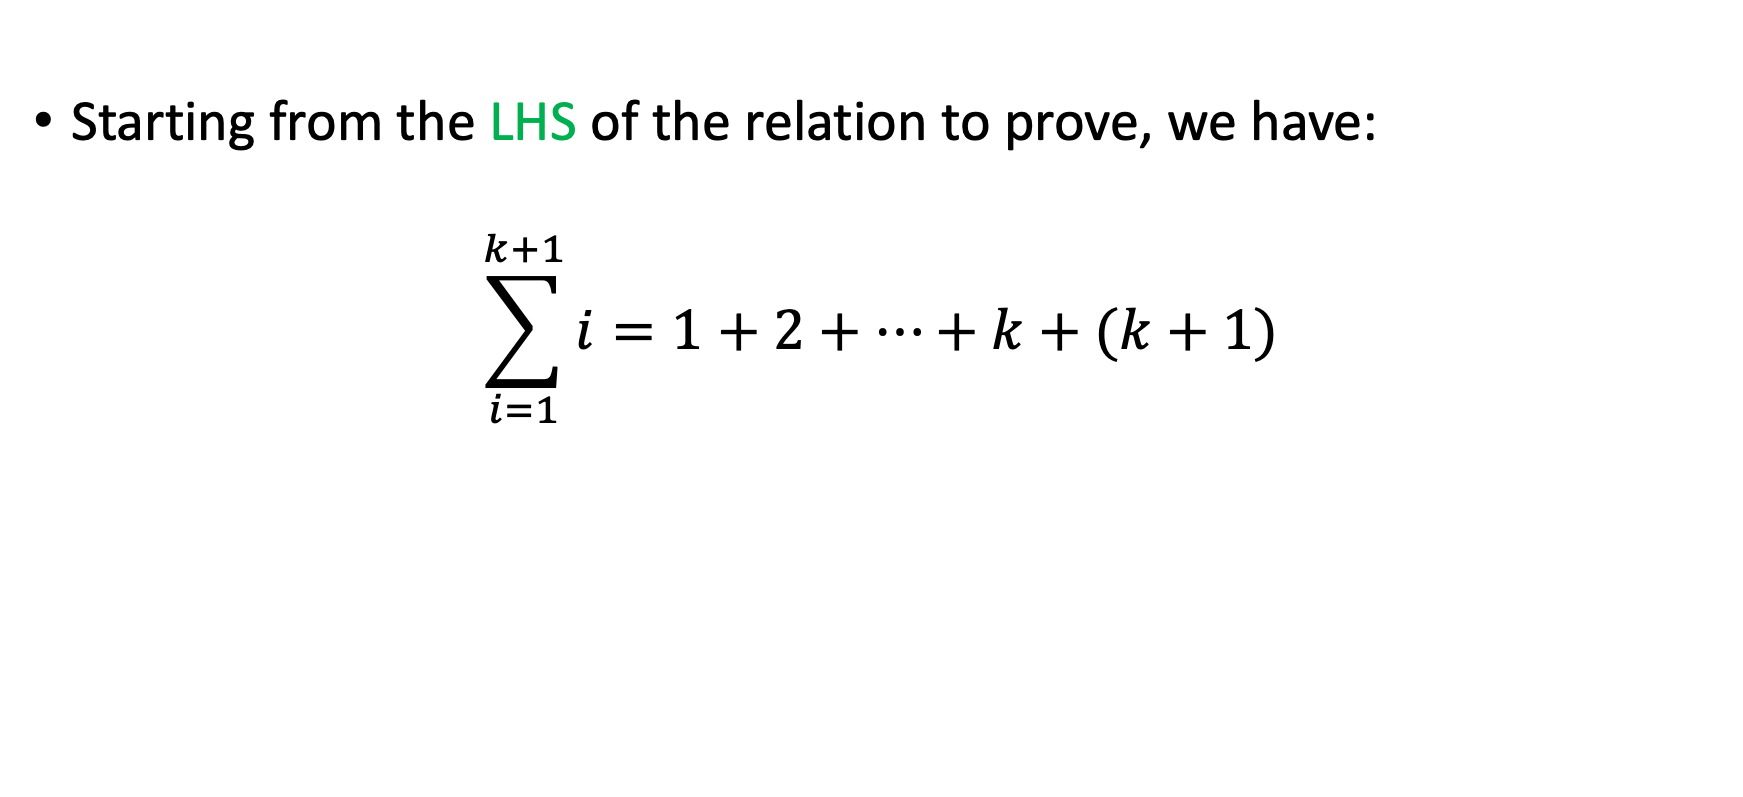 • Starting from the LHS of the relation to prove, we have:
k+1
∑ i = 1 + 2 + ⋯ + k + (k + 1)
i=1